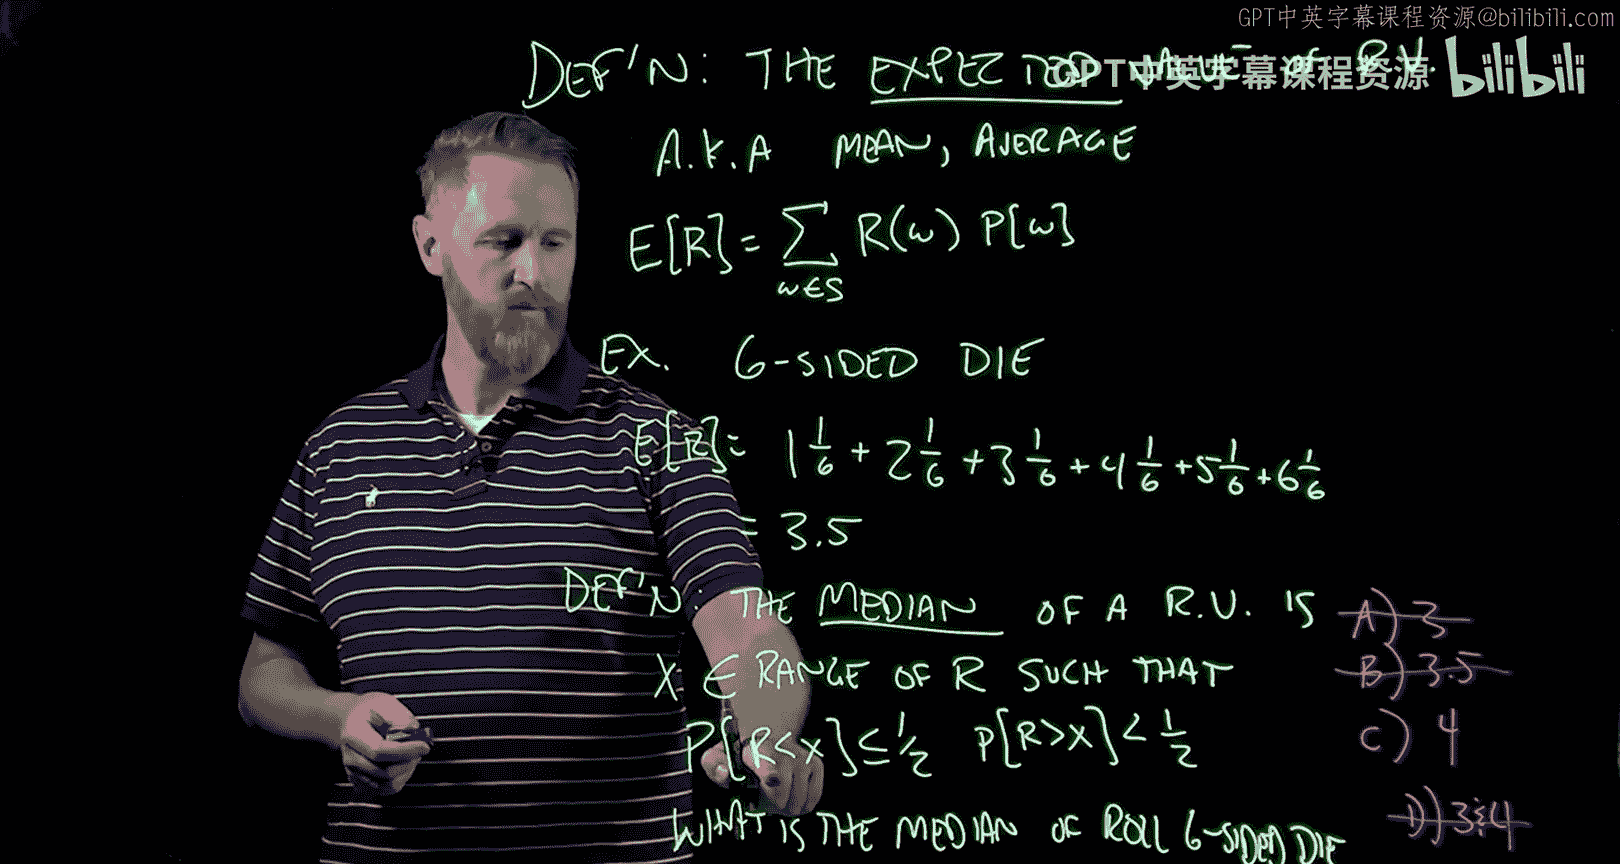 GPT中英字幕课程资源@bilibili.com
DEF'N: THE EXPECTED VALUE OF R.V.
GPT中英字幕课程资源 bilibili
A.K.A MEAN, AVERAGE
E[R] = ∑ R(ω) P[ω]
ω∈S
EX. 6-SIDED DIE
E[R] = 1 1/6 + 2 1/6 + 3 1/6 + 4 1/6 + 5 1/6 + 6 1/6
= 3.5
DEF'N: THE MEDIAN OF A R.V. IS
X ∈ RANGE OF R SUCH THAT
P[R<X] ≤ 1/2 P[R>X] < 1/2
WHAT IS THE MEDIAN OF ROLL 6-SIDED DIE
A) 3
B) 3.5
C) 4
D) 3&4